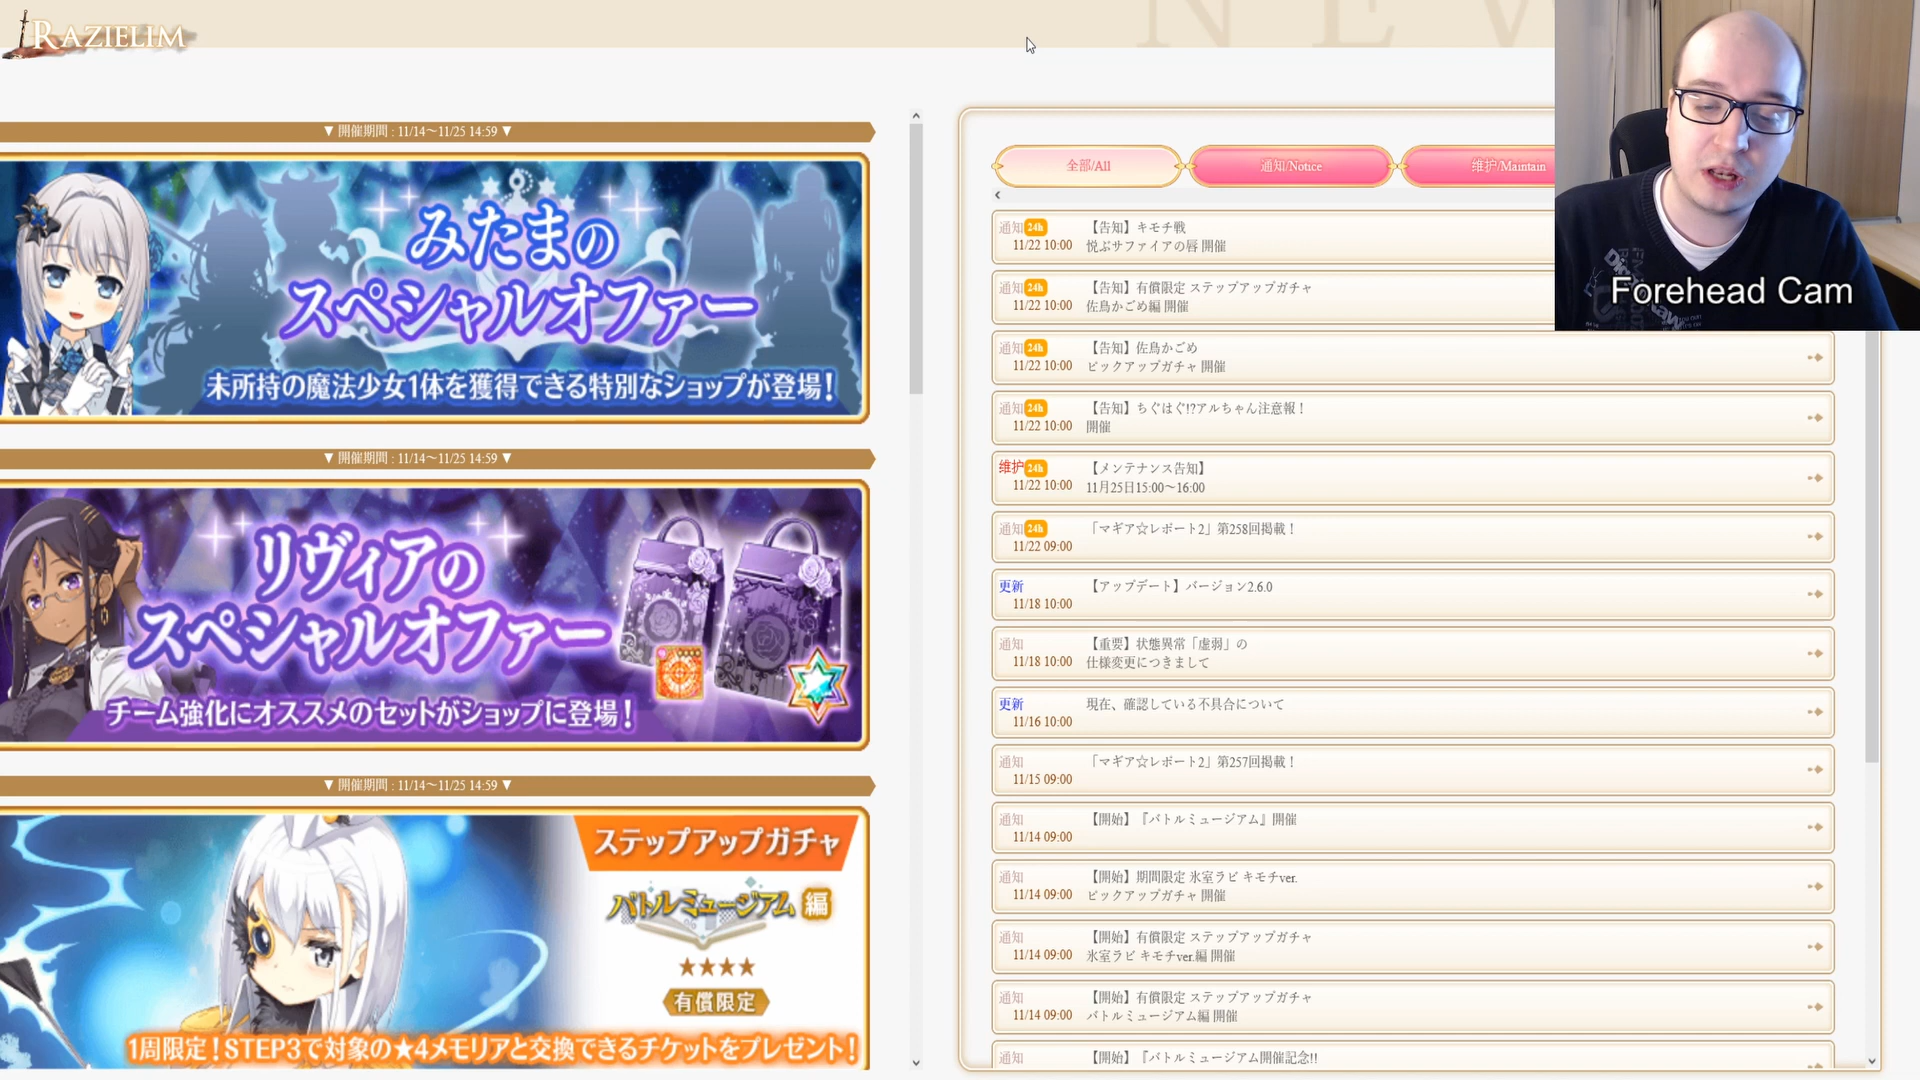 RAZIELIM
NEW
▼ 開催期間 : 11/14～11/25 14:59 ▼
みたまの
スペシャルオファー
未所持の魔法少女1体を獲得できる特別なショップが登場!
▼ 開催期間 : 11/14～11/25 14:59 ▼
リヴィアの
スペシャルオファー
チーム強化にオススメのセットがショップに登場!
▼ 開催期間 : 11/14～11/25 14:59 ▼
ステップアップガチャ
バトルミュージアム 編
★★★★
有償限定
1周限定!STEP3で対象の★4メモリアと交換できるチケットをプレゼント!
全部/All
通知/Notice
维护/Maintain
通知 24h 【告知】キモチ戦
11/22 10:00 悦ぶサファイアの唇 開催
通知 24h 【告知】有償限定 ステップアップガチャ
11/22 10:00 佐鳥かごめ編 開催
通知 24h 【告知】佐鳥かごめ
11/22 10:00 ピックアップガチャ 開催
通知 24h 【告知】ちぐはぐ!?アルちゃん注意報！
11/22 10:00 開催
维护 24h 【メンテナンス告知】
11/22 10:00 11月25日15:00～16:00
通知 24h 「マギア☆レポート2」第258回掲載！
11/22 09:00
更新 【アップデート】バージョン2.6.0
11/18 10:00
通知 【重要】状態異常「虚弱」の
11/18 10:00 仕様変更につきまして
更新 現在、確認している不具合について
11/16 10:00
通知 「マギア☆レポート2」第257回掲載！
11/15 09:00
通知 【開始】『バトルミュージアム』開催
11/14 09:00
通知 【開始】期間限定 氷室ラビ キモチver.
11/14 09:00 ピックアップガチャ 開催
通知 【開始】有償限定 ステップアップガチャ
11/14 09:00 氷室ラビ キモチver.編 開催
通知 【開始】有償限定 ステップアップガチャ
11/14 09:00 バトルミュージアム編 開催
通知 【開始】『バトルミュージアム開催記念!!
Forehead Cam